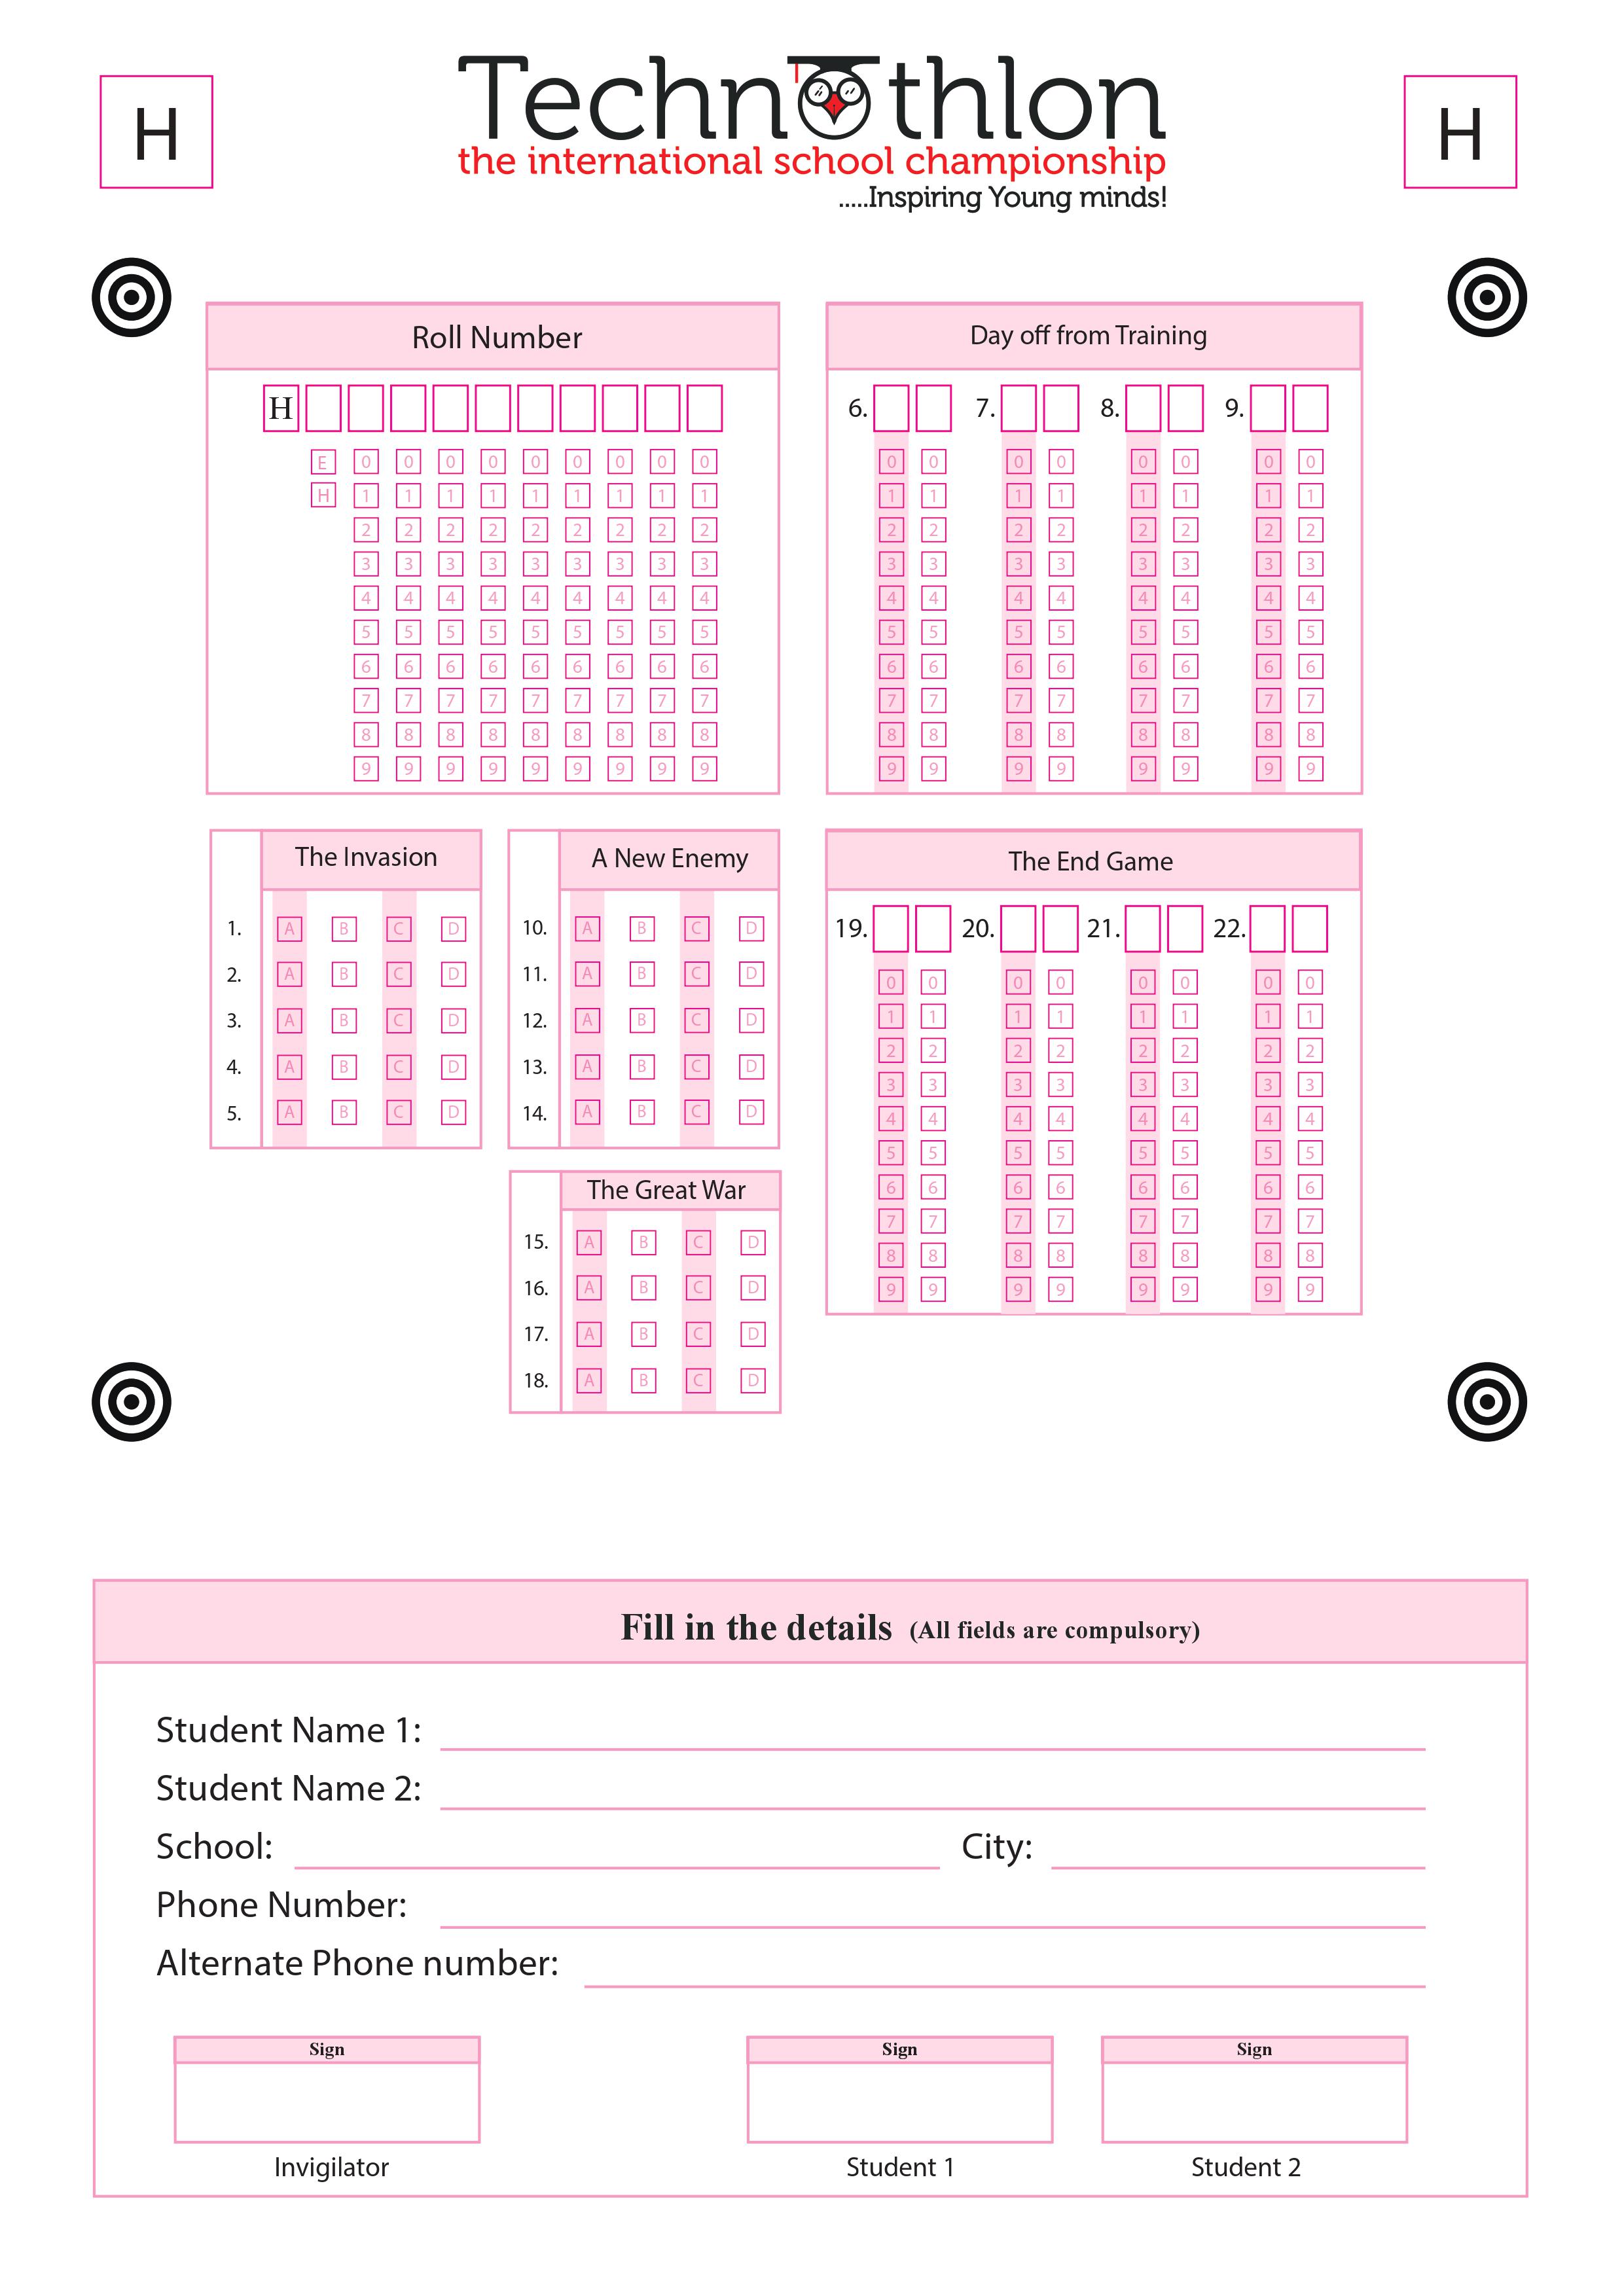 H
Technothlon
the international school championship
.....Inspiring Young minds!
H
Roll Number
H
E 0 0 0 0 0 0 0 0 0
H 1 1 1 1 1 1 1 1 1
2 2 2 2 2 2 2 2 2
3 3 3 3 3 3 3 3 3
4 4 4 4 4 4 4 4 4
5 5 5 5 5 5 5 5 5
6 6 6 6 6 6 6 6 6
7 7 7 7 7 7 7 7 7
8 8 8 8 8 8 8 8 8
9 9 9 9 9 9 9 9 9
Day off from Training
6. 7. 8. 9.
0 0 0 0 0 0 0 0
1 1 1 1 1 1 1 1
2 2 2 2 2 2 2 2
3 3 3 3 3 3 3 3
4 4 4 4 4 4 4 4
5 5 5 5 5 5 5 5
6 6 6 6 6 6 6 6
7 7 7 7 7 7 7 7
8 8 8 8 8 8 8 8
9 9 9 9 9 9 9 9
The Invasion
1. A B C D
2. A B C D
3. A B C D
4. A B C D
5. A B C D
A New Enemy
10. A B C D
11. A B C D
12. A B C D
13. A B C D
14. A B C D
The Great War
15. A B C D
16. A B C D
17. A B C D
18. A B C D
The End Game
19. 20. 21. 22.
0 0 0 0 0 0 0 0
1 1 1 1 1 1 1 1
2 2 2 2 2 2 2 2
3 3 3 3 3 3 3 3
4 4 4 4 4 4 4 4
5 5 5 5 5 5 5 5
6 6 6 6 6 6 6 6
7 7 7 7 7 7 7 7
8 8 8 8 8 8 8 8
9 9 9 9 9 9 9 9
Fill in the details (All fields are compulsory)
Student Name 1:
Student Name 2:
School: City:
Phone Number:
Alternate Phone number:
Sign Sign Sign
Invigilator Student 1 Student 2